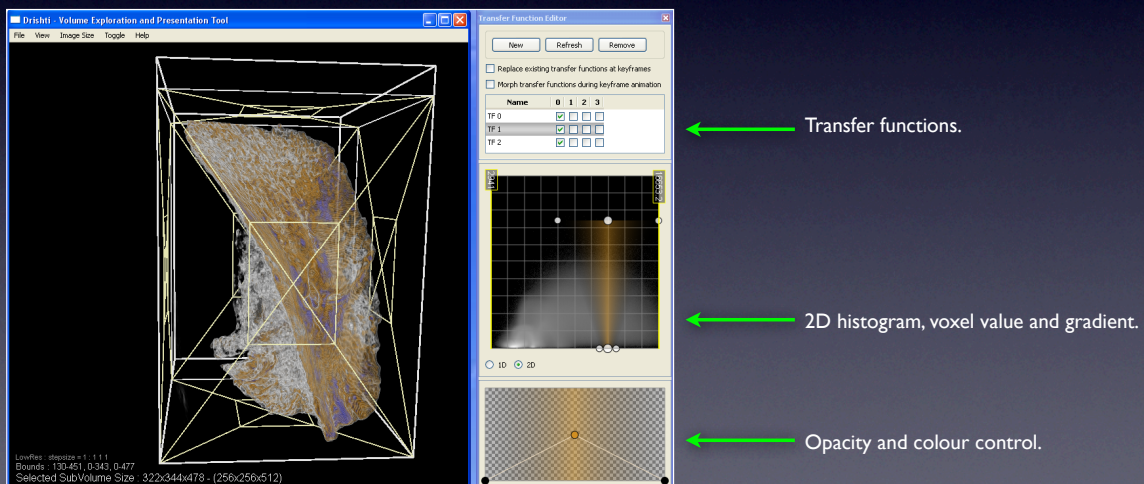 Drishti - Volume Exploration and Presentation Tool
File View Image Size Toggle Help
LowRes : stepsize = 1 ; 1 1 1
Bounds : 130-451, 0-343, 0-477
Selected SubVolume Size : 322x344x478 - (256x256x512)
Transfer Function Editor
New Refresh Remove
Replace existing transfer functions at keyframes
Morph transfer functions during keyframe animation
Name 0 1 2 3
TF 0
TF 1
TF 2
1D 2D
Transfer functions.
2D histogram, voxel value and gradient.
Opacity and colour control.